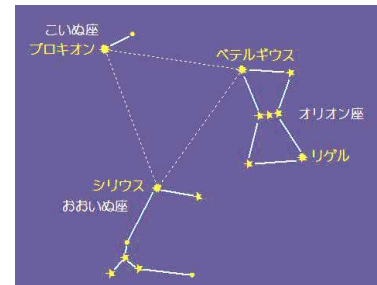 こいぬ座
プロキオン
ベテルギウス
オリオン座
リゲル
シリウス
おおいぬ座